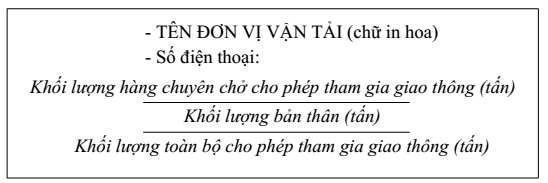 - TÊN ĐƠN VỊ VẬN TẢI (chữ in hoa)
- Số điện thoại:
Khối lượng hàng chuyên chở cho phép tham gia giao thông (tấn)
Khối lượng bản thân (tấn)
Khối lượng toàn bộ cho phép tham gia giao thông (tấn)